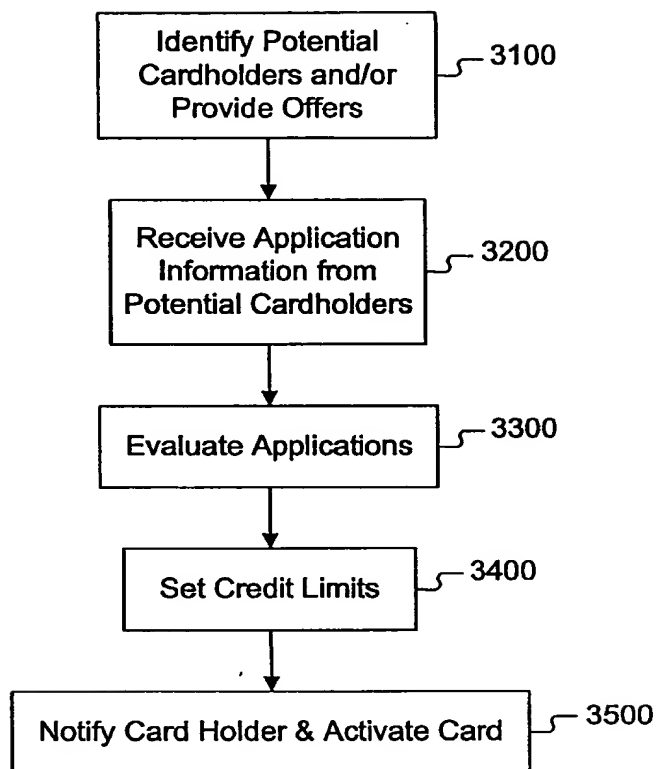 Identify Potential
Cardholders and/or
Provide Offers
3100
Receive Application
Information from
Potential Cardholders
3200
Evaluate Applications
3300
Set Credit Limits
3400
Notify Card Holder & Activate Card
3500